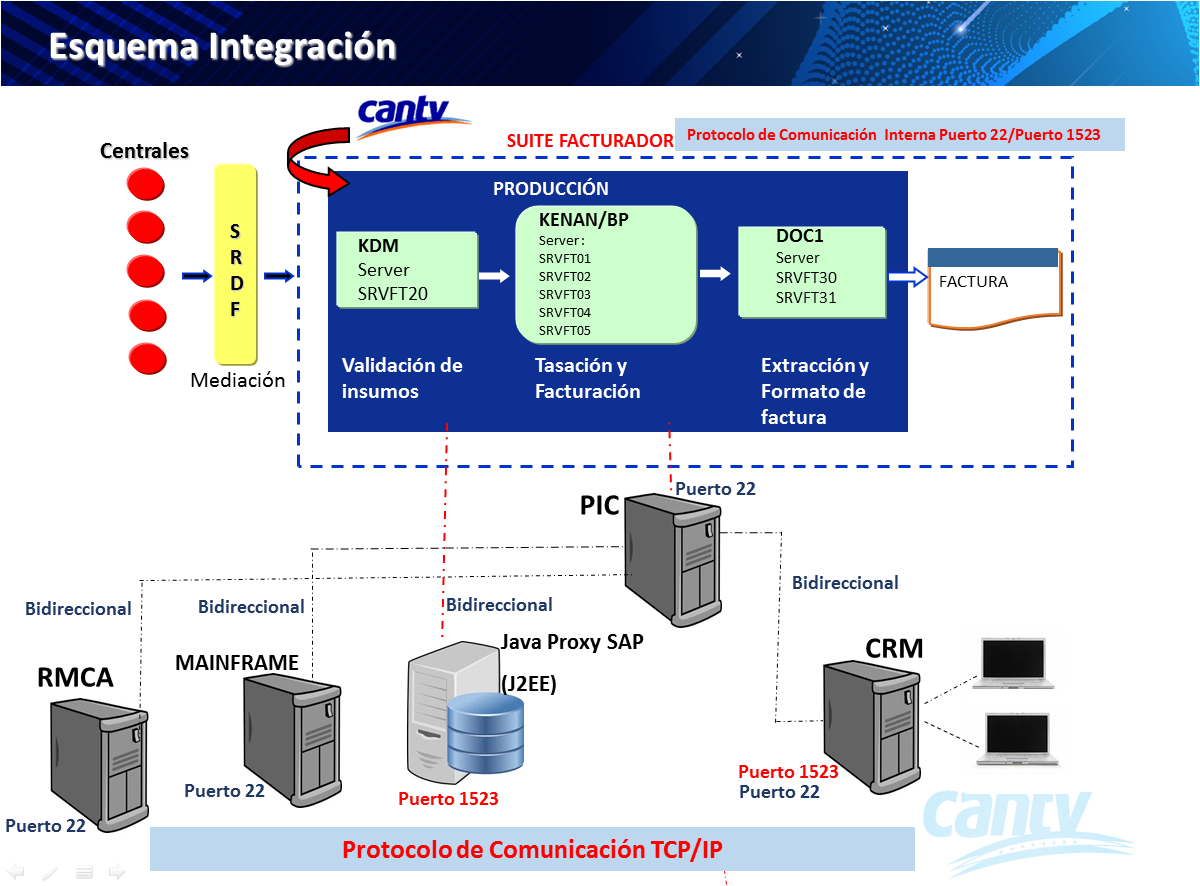 Esquema Integración
cantv
SUITE FACTURADOR
Protocolo de Comunicación Interna Puerto 22/Puerto 1523
Centrales
S
R
D
F
Mediación
PRODUCCIÓN
KDM
Server
SRVFT20
KENAN/BP
Server :
SRVFT01
SRVFT02
SRVFT03
SRVFT04
SRVFT05
DOC1
Server
SRVFT30
SRVFT31
FACTURA
Validación de
insumos
Tasación y
Facturación
Extracción y
Formato de
factura
PIC
Puerto 22
Bidireccional
Bidireccional
Bidireccional
Bidireccional
RMCA
MAINFRAME
Java Proxy SAP
(J2EE)
CRM
Puerto 22
Puerto 22
Puerto 1523
Puerto 1523
Puerto 22
Protocolo de Comunicación TCP/IP
cantv